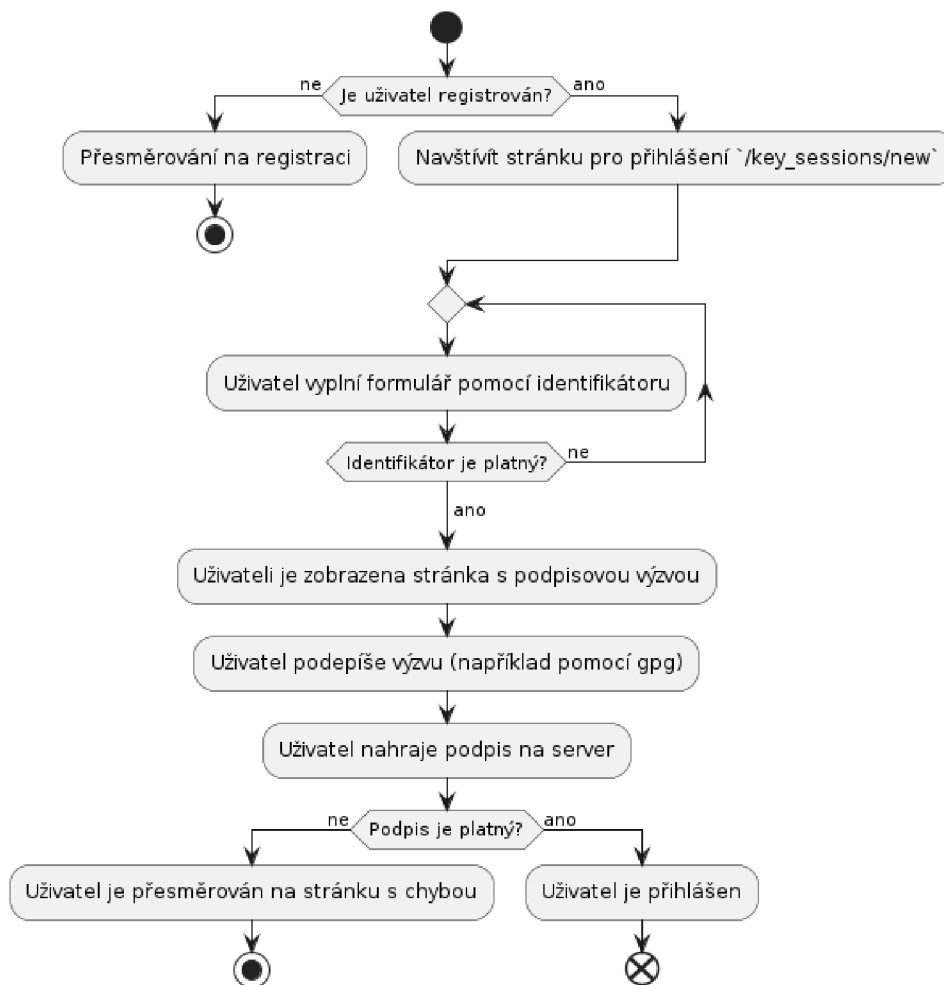 ne
Je uživatel registrován?
ano
Přesměrování na registraci
Navštívít stránku pro přihlášení `/key_sessions/new`
Uživatel vyplní formulář pomocí identifikátoru
Identifikátor je platný?
ne
ano
Uživateli je zobrazena stránka s podpisovou výzvou
Uživatel podepíše výzvu (například pomocí gpg)
Uživatel nahraje podpis na server
ne
Podpis je platný?
ano
Uživatel je přesměrován na stránku s chybou
Uživatel je přihlášen